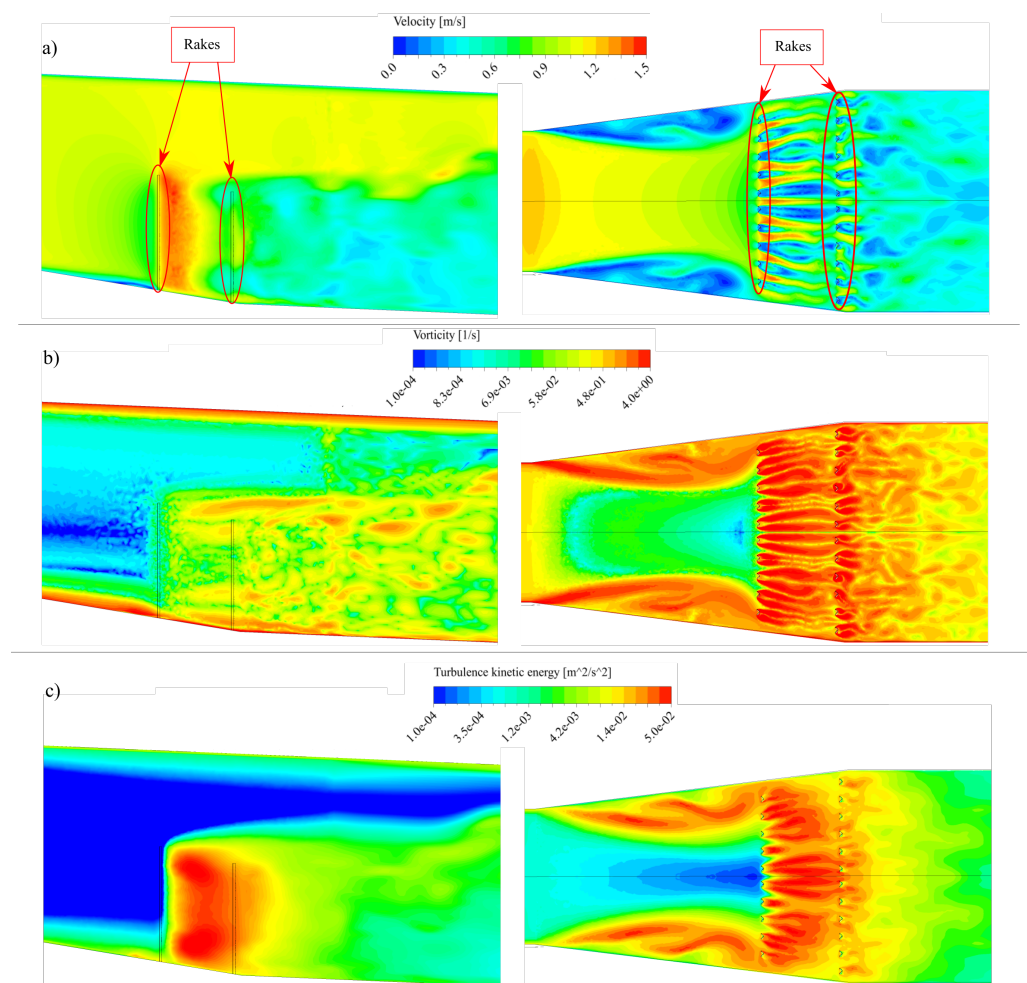 a)
Velocity [m/s]
Rakes
Rakes
0.0 0.3 0.6 0.9 1.2 1.5
b)
Vorticity [1/s]
1.0e-04 8.3e-04 6.9e-03 5.8e-02 4.8e-01 4.0e+00
c)
Turbulence kinetic energy [m^2/s^2]
1.0e-04 3.5e-04 1.2e-03 4.2e-03 1.4e-02 5.0e-02